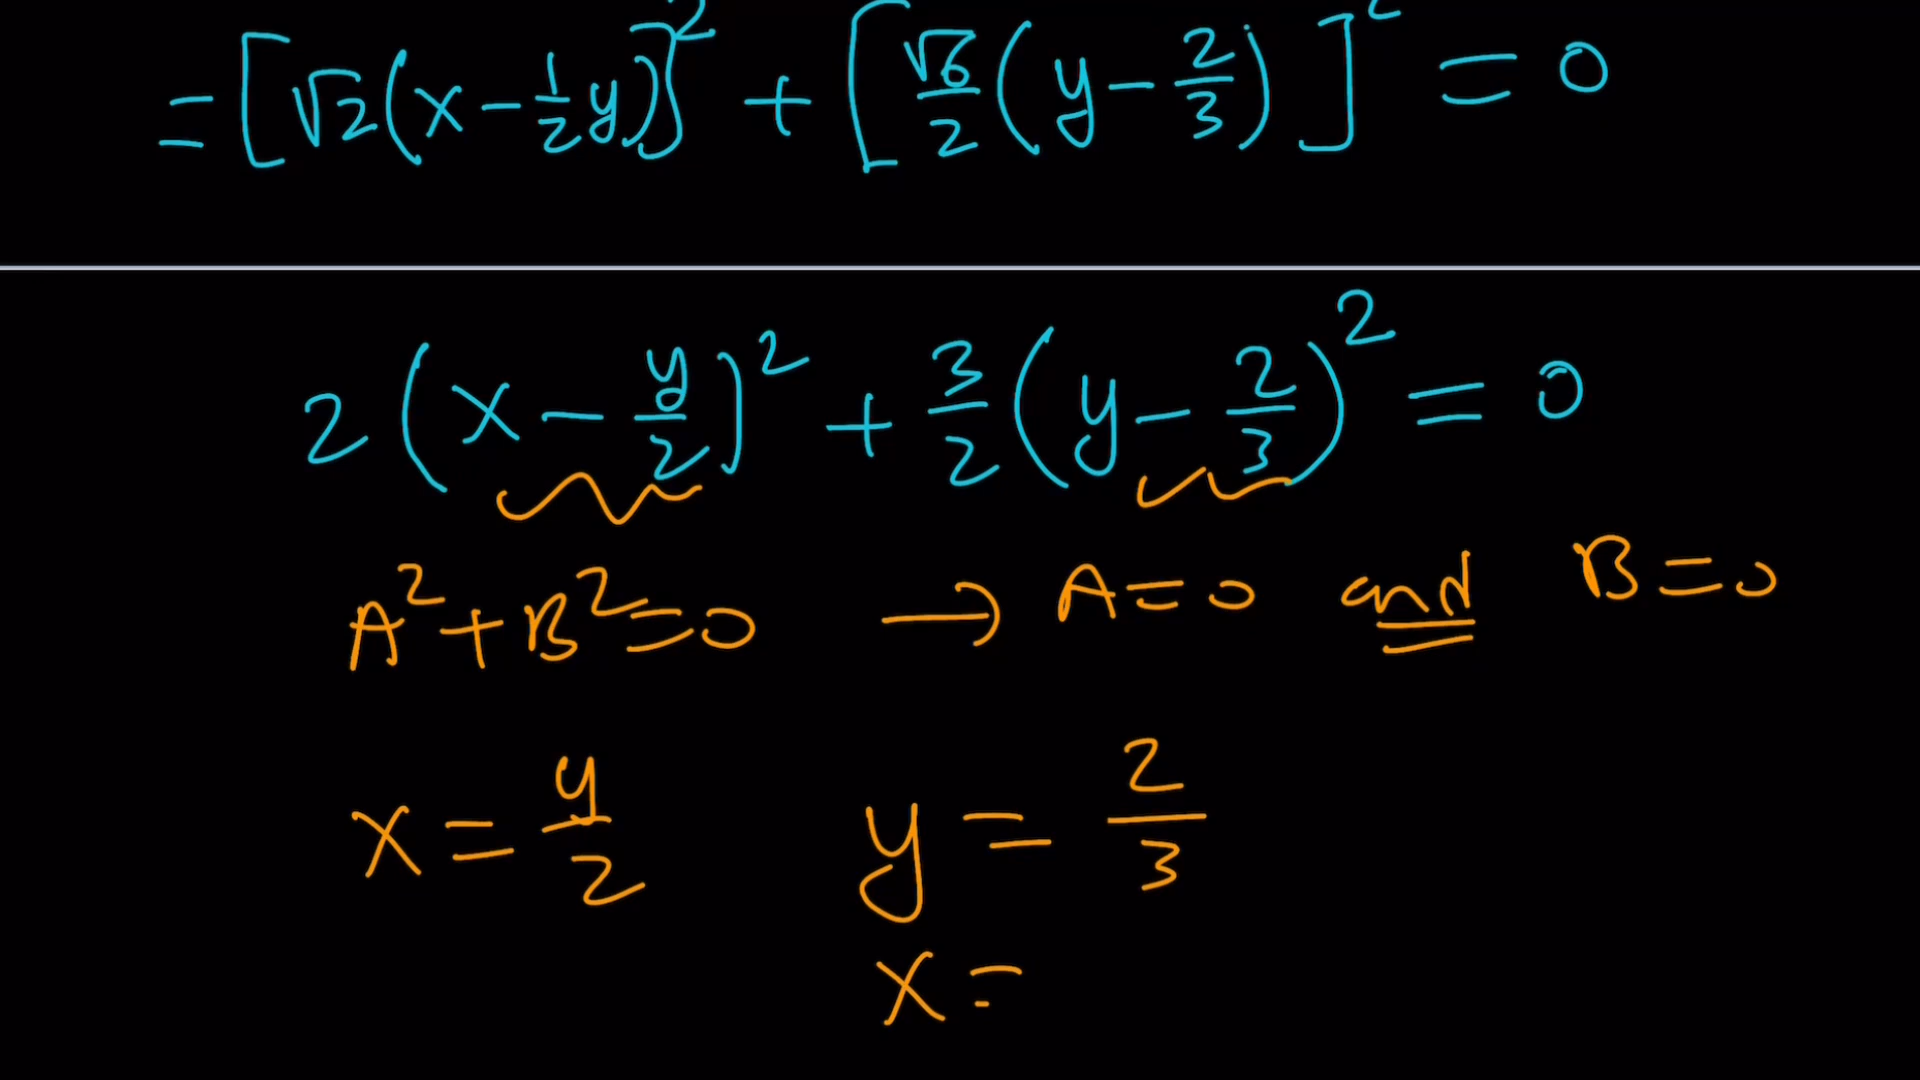 = [√2(x - 1/2 y)]² + [√6/2 (y - 2/3)]² = 0
2(x - y/2)² + 3/2 (y - 2/3)² = 0
A² + B² = 0 → A = 0 and B = 0
x = y/2 y = 2/3
x =